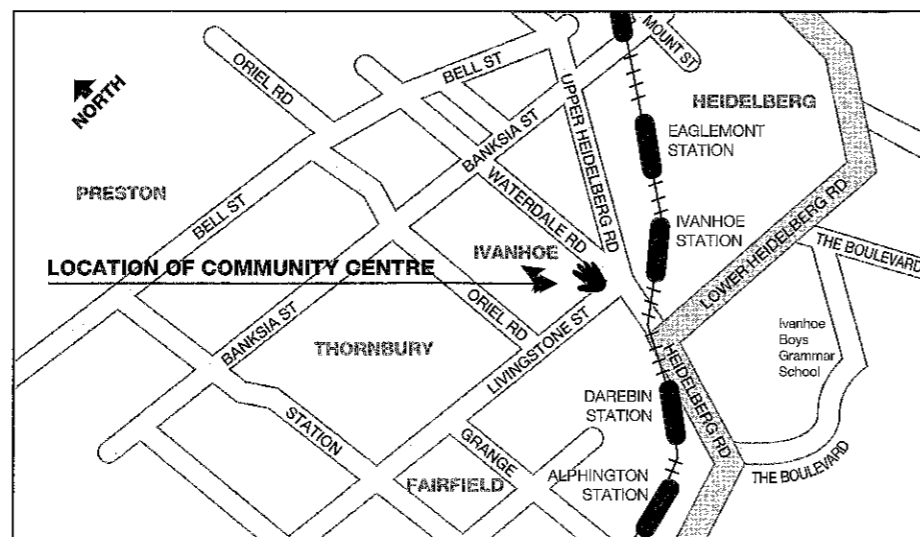 ORIEL RD
BELL ST
MOUNT ST
NORTH
UPPER HEIDELBERG RD
HEIDELBERG
BANKSIA ST
EAGLEMONT
STATION
PRESTON
WATERDALE RD
BELL ST
IVANHOE
STATION
LOWER HEIDELBERG RD
THE BOULEVARD
IVANHOE
LOCATION OF COMMUNITY CENTRE
ORIEL RD
BANKSIA ST
LIVINGSTONE ST
THORNBURY
Ivanhoe
Boys
Grammar
School
HEIDELBERG RD
DAREBIN
STATION
STATION
GRANGE
FAIRFIELD
ALPHINGTON
STATION
THE BOULEVARD